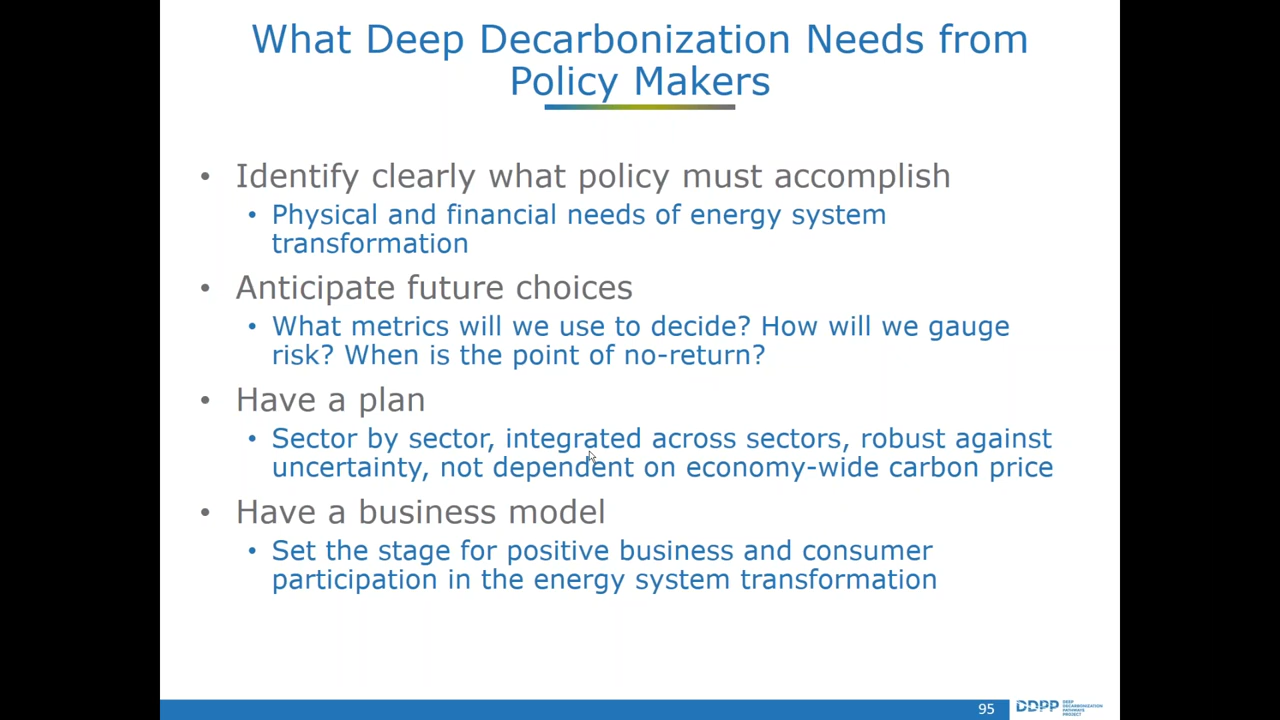 What Deep Decarbonization Needs from
Policy Makers
• Identify clearly what policy must accomplish
• Physical and financial needs of energy system
transformation
• Anticipate future choices
• What metrics will we use to decide? How will we gauge
risk? When is the point of no-return?
• Have a plan
• Sector by sector, integrated across sectors, robust against
uncertainty, not dependent on economy-wide carbon price
• Have a business model
• Set the stage for positive business and consumer
participation in the energy system transformation
95
DDPP
DEEP
DECARBONIZATION
PATHWAYS
PROJECT